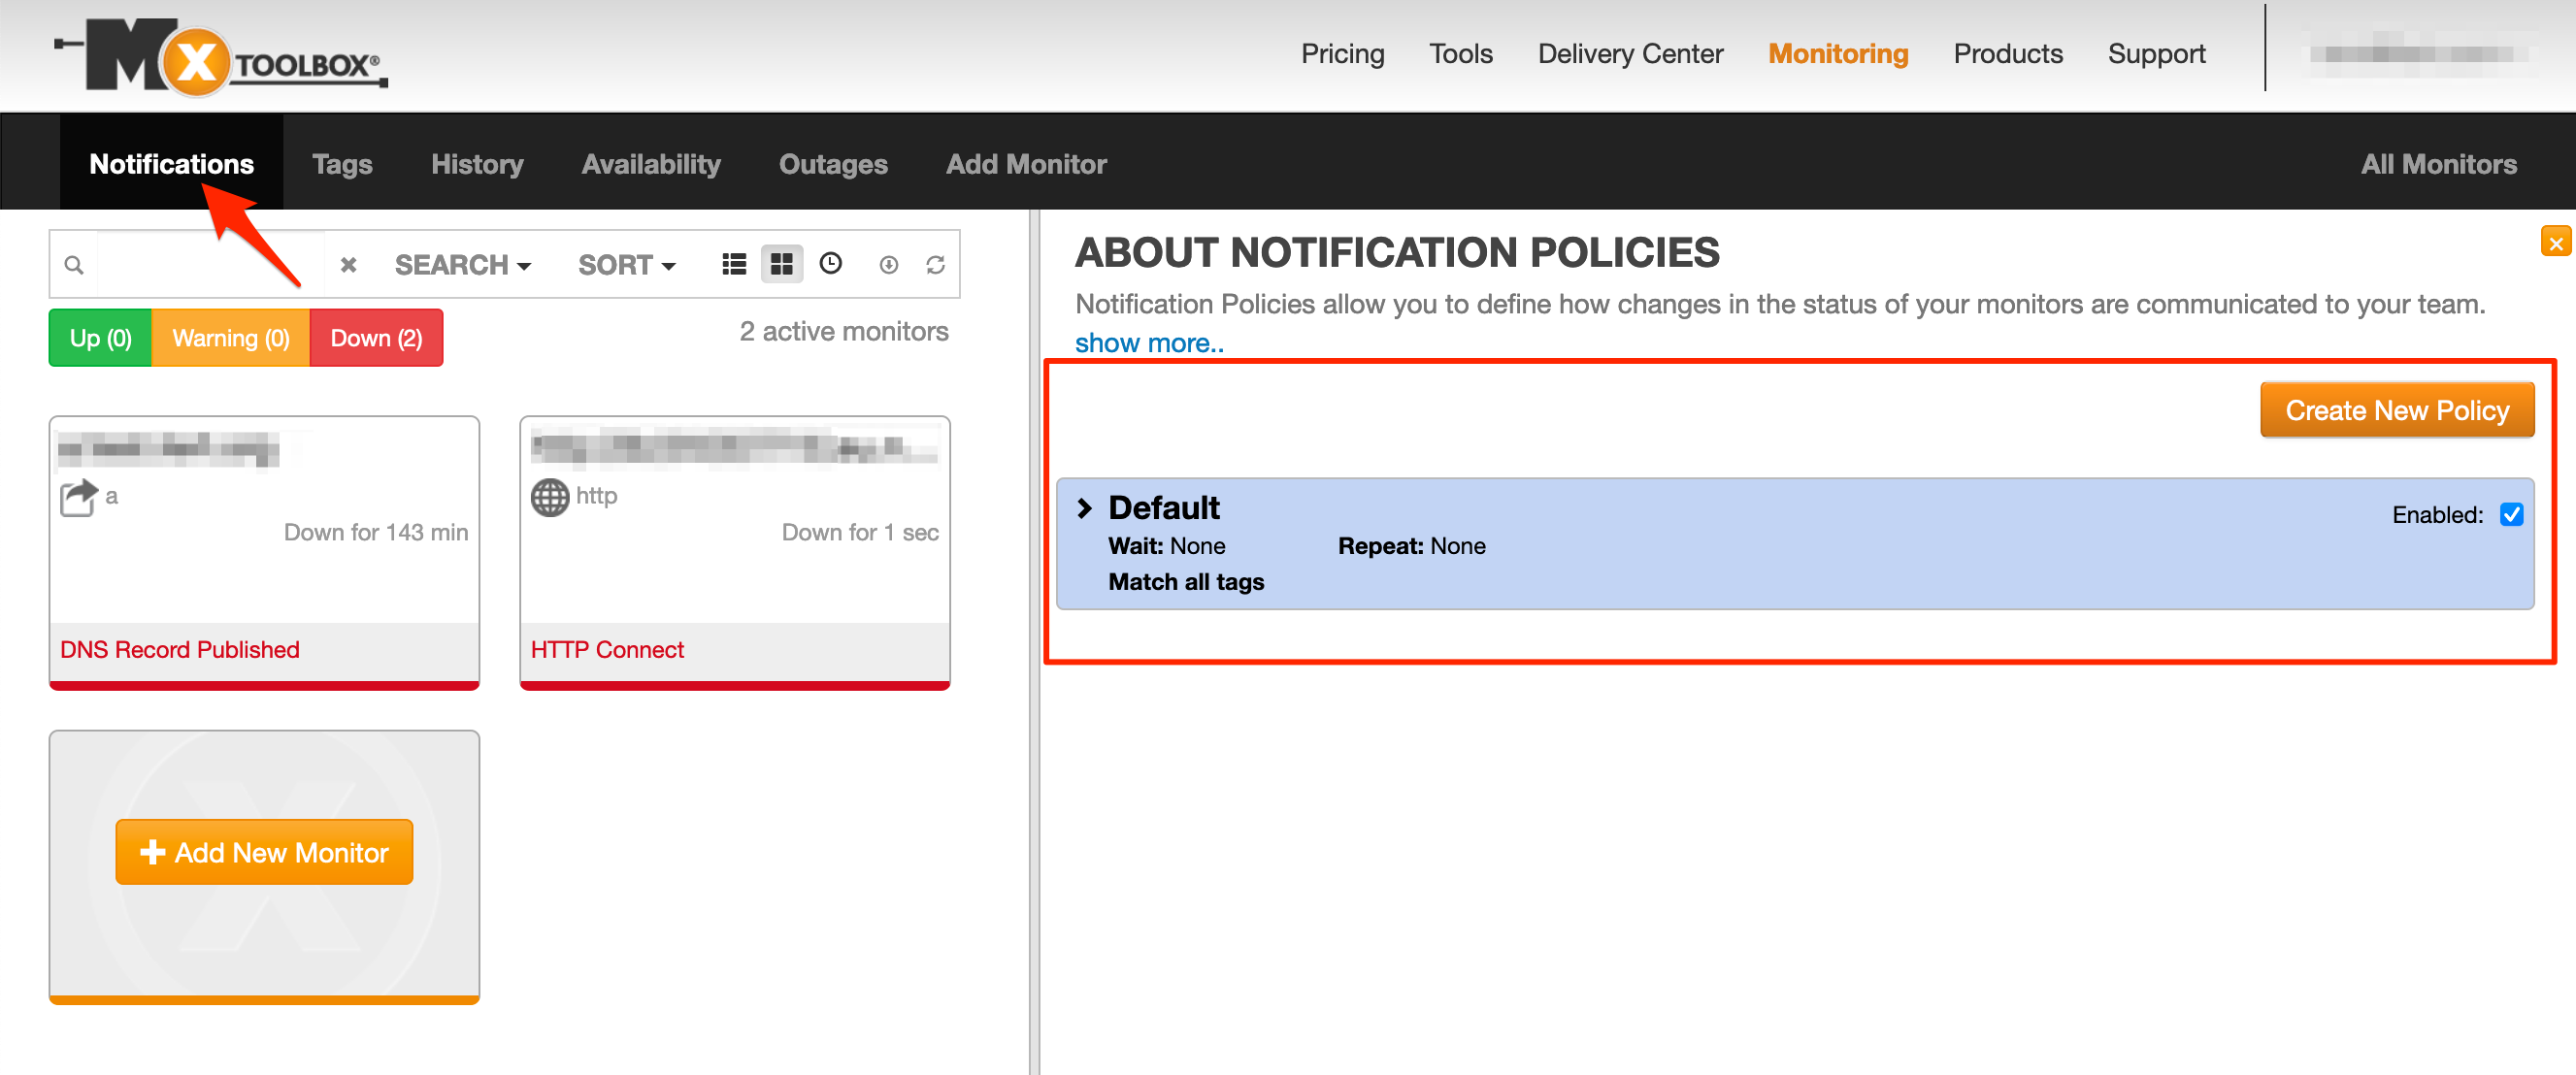 MX TOOLBOX®
Pricing Tools Delivery Center Monitoring Products Support
Notifications Tags History Availability Outages Add Monitor All Monitors
SEARCH SORT
Up (0) Warning (0) Down (2)
2 active monitors
a
Down for 143 min
DNS Record Published
http
Down for 1 sec
HTTP Connect
Add New Monitor
ABOUT NOTIFICATION POLICIES
Notification Policies allow you to define how changes in the status of your monitors are communicated to your team.
show more..
Create New Policy
Default
Enabled:
Wait: None Repeat: None
Match all tags